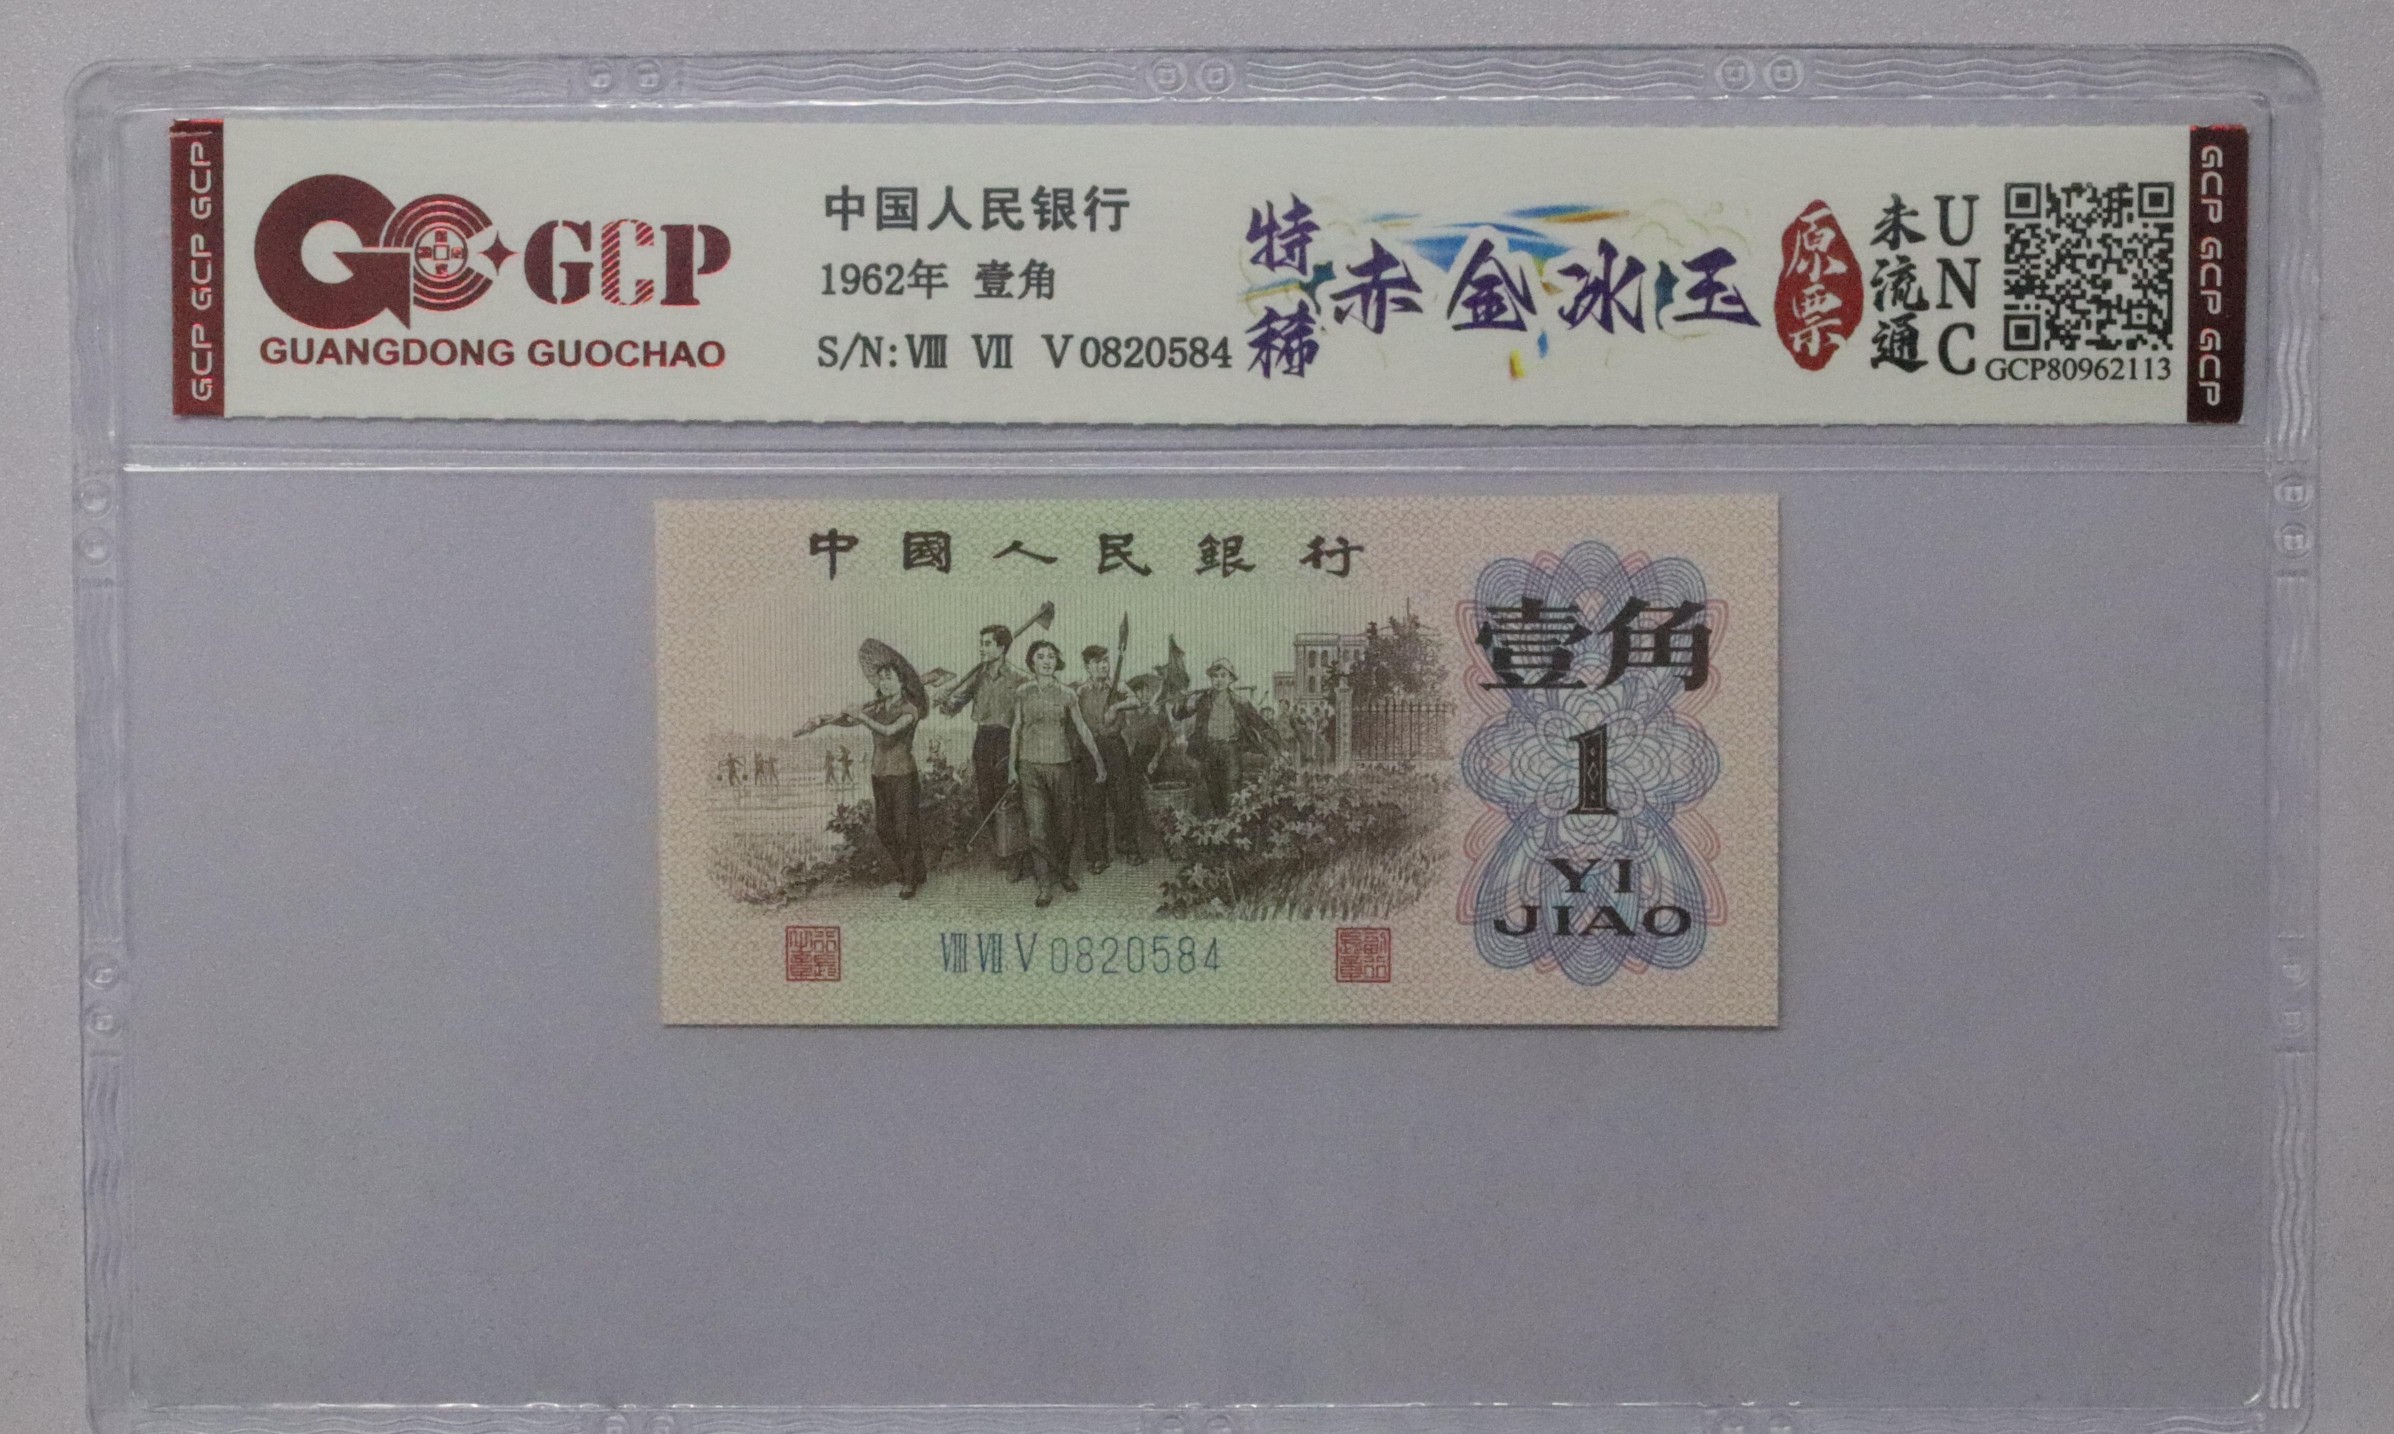 GCP GCP GCP
GCP
GUANGDONG GUOCHAO
中国人民银行
1962年 壹角
S/N: Ⅷ Ⅶ Ⅴ 0820584
特稀
赤金冰玉
原票
未流通
UNC
GCP80962113
GCP GCP GCP
中國人民銀行
壹角
1
YI
JIAO
Ⅷ Ⅶ Ⅴ 0820584